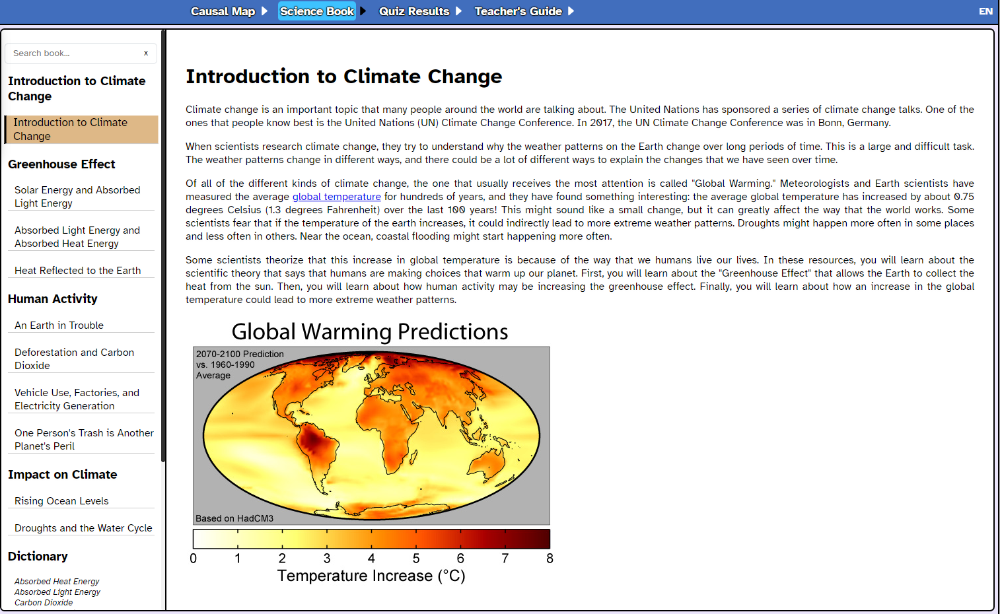 Causal Map
Science Book
Quiz Results
Teacher's Guide
EN
Search book...
x
Introduction to Climate
Change
Introduction to Climate
Change
Greenhouse Effect
Solar Energy and Absorbed
Light Energy
Absorbed Light Energy and
Absorbed Heat Energy
Heat Reflected to the Earth
Human Activity
An Earth in Trouble
Deforestation and Carbon
Dioxide
Vehicle Use, Factories, and
Electricity Generation
One Person's Trash is Another
Planet's Peril
Impact on Climate
Rising Ocean Levels
Droughts and the Water Cycle
Dictionary
Absorbed Heat Energy
Absorbed Light Energy
Carbon Dioxide
Introduction to Climate Change
Climate change is an important topic that many people around the world are talking about. The United Nations has sponsored a series of climate change talks. One of the
ones that people know best is the United Nations (UN) Climate Change Conference. In 2017, the UN Climate Change Conference was in Bonn, Germany.
When scientists research climate change, they try to understand why the weather patterns on the Earth change over long periods of time. This is a large and difficult task.
The weather patterns change in different ways, and there could be a lot of different ways to explain the changes that we have seen over time.
Of all of the different kinds of climate change, the one that usually receives the most attention is called "Global Warming." Meteorologists and Earth scientists have
measured the average global temperature for hundreds of years, and they have found something interesting: the average global temperature has increased by about 0.75
degrees Celsius (1.3 degrees Fahrenheit) over the last 100 years! This might sound like a small change, but it can greatly affect the way that the world works. Some
scientists fear that if the temperature of the earth increases, it could indirectly lead to more extreme weather patterns. Droughts might happen more often in some places
and less often in others. Near the ocean, coastal flooding might start happening more often.
Some scientists theorize that this increase in global temperature is because of the way that we humans live our lives. In these resources, you will learn about the
scientific theory that says that humans are making choices that warm up our planet. First, you will learn about the "Greenhouse Effect" that allows the Earth to collect the
heat from the sun. Then, you will learn about how human activity may be increasing the greenhouse effect. Finally, you will learn about how an increase in the global
temperature could lead to more extreme weather patterns.
Global Warming Predictions
2070-2100 Prediction
vs. 1960-1990
Average
Based on HadCM3
0 1 2 3 4 5 6 7 8
Temperature Increase (°C)